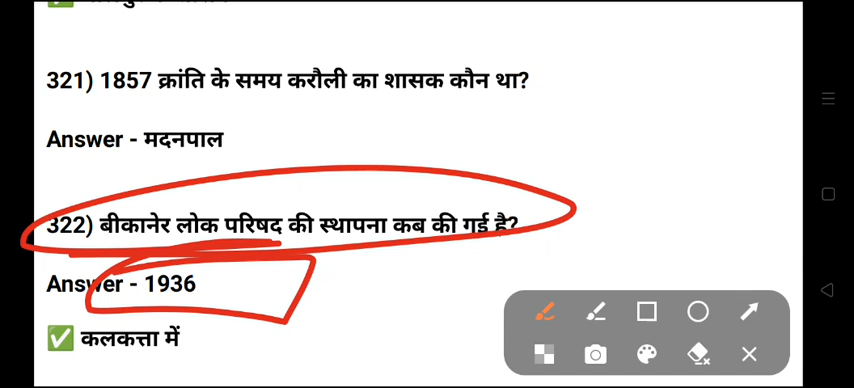 321) 1857 क्रांति के समय करौली का शासक कौन था?
Answer - मदनपाल
322) बीकानेर लोक परिषद की स्थापना कब की गई है?
Answer - 1936
✅ कलकत्ता में